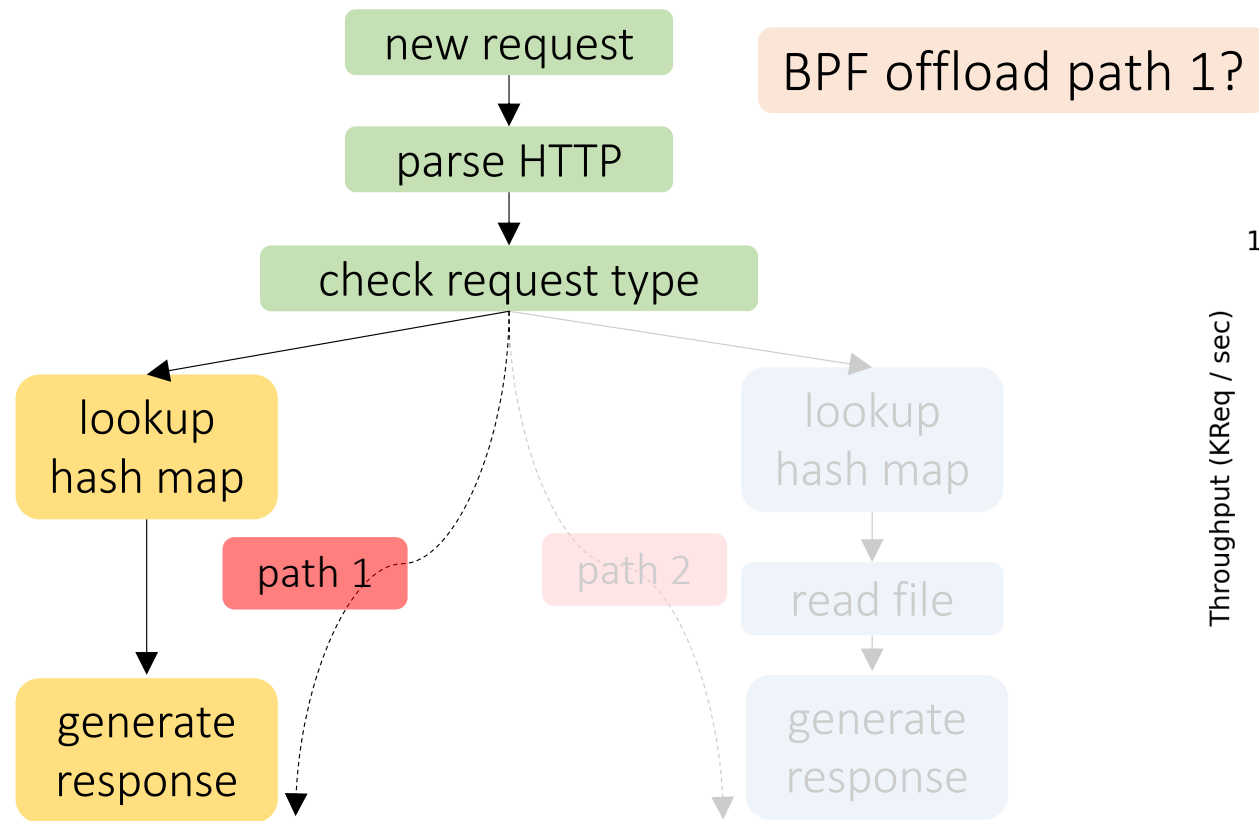 new request
BPF offload path 1?
parse HTTP
check request type
1
Throughput (KReq / sec)
lookup
hash map
lookup
hash map
path 1
path 2
read file
generate
response
generate
response